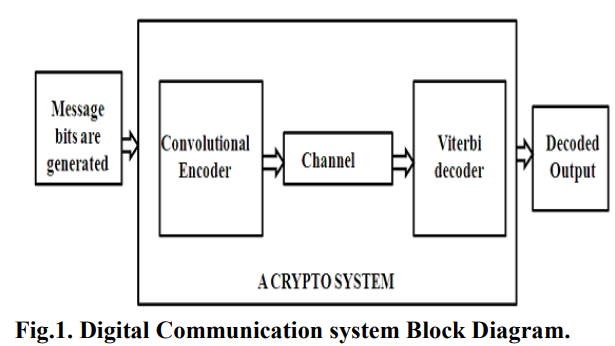 Message
bits are
generated
Convolutional
Encoder
Channel
Viterbi
decoder
Decoded
Output
A CRYPTO SYSTEM
Fig.1. Digital Communication system Block Diagram.